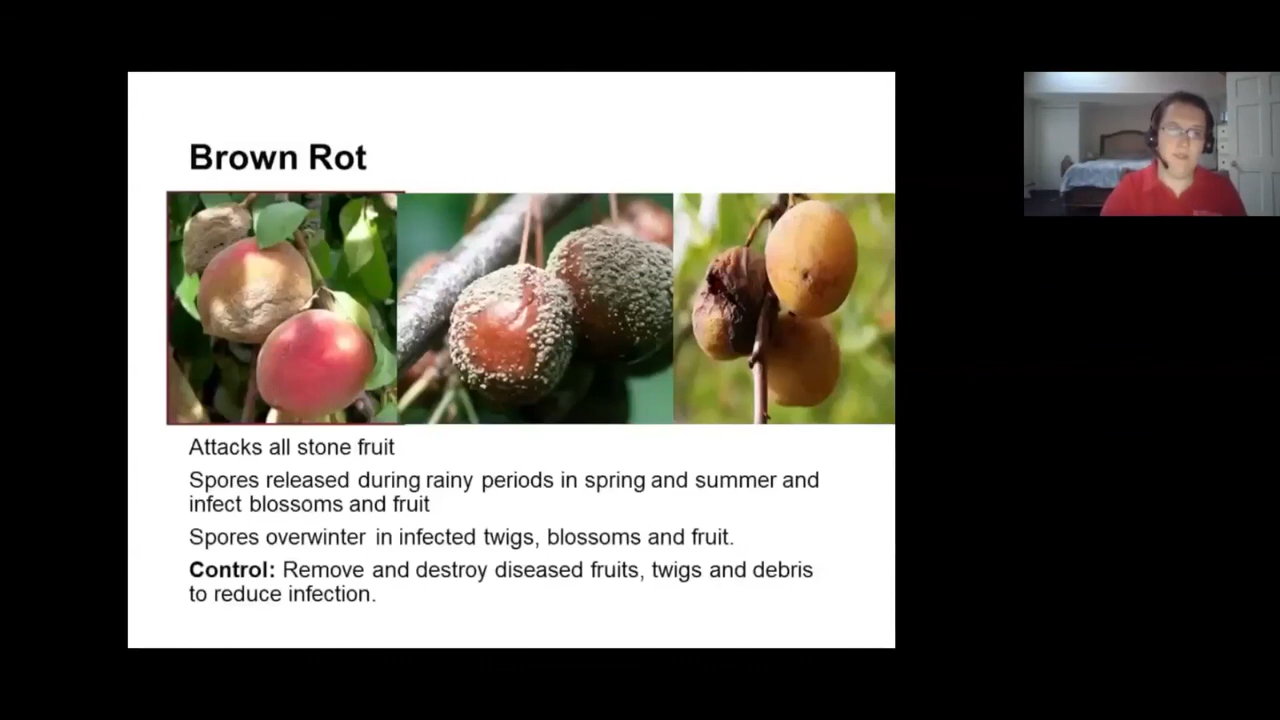 Brown Rot
Attacks all stone fruit
Spores released during rainy periods in spring and summer and
infect blossoms and fruit
Spores overwinter in infected twigs, blossoms and fruit.
Control: Remove and destroy diseased fruits, twigs and debris
to reduce infection.